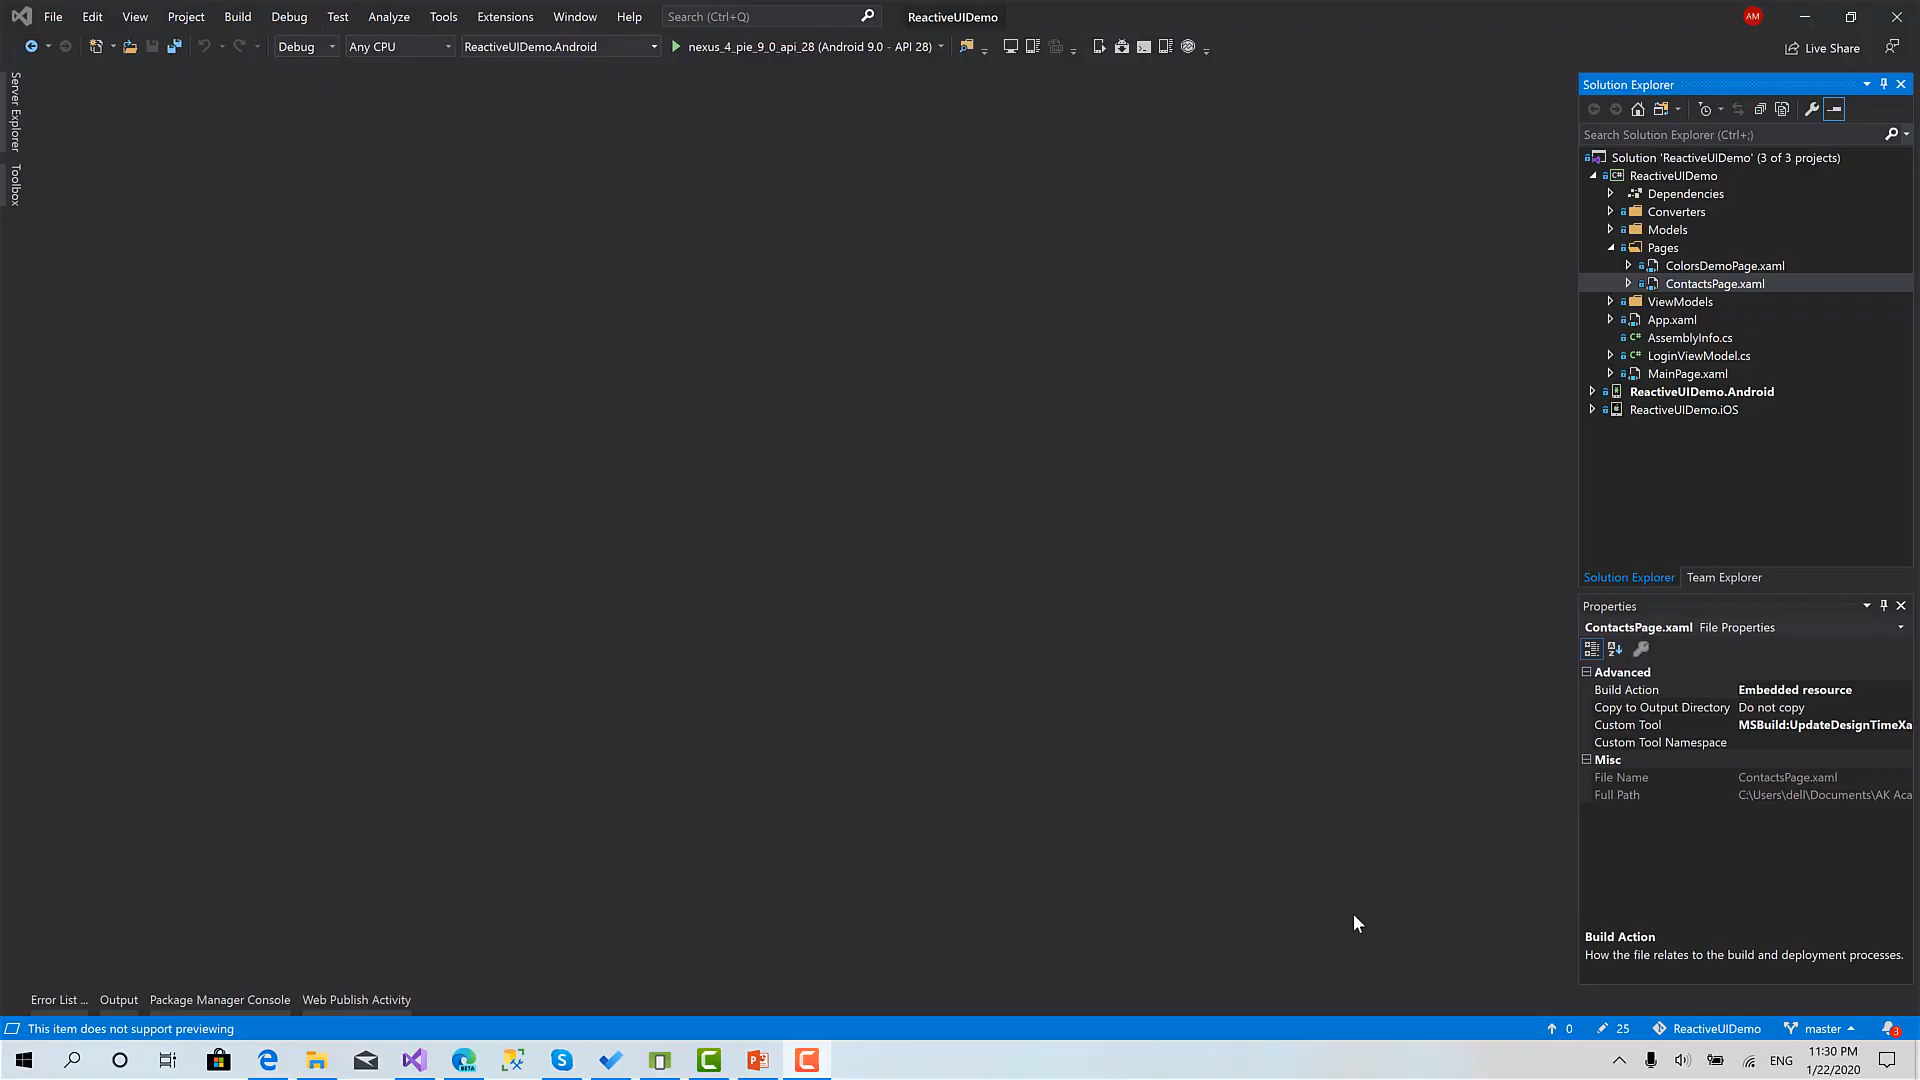 File Edit View Project Build Debug Test Analyze Tools Extensions Window Help Search (Ctrl+Q) ReactiveUIDemo AM
Debug Any CPU ReactiveUIDemo.Android nexus_4_pie_9_0_api_28 (Android 9.0 - API 28) Live Share
Server Explorer
Toolbox
Solution Explorer
Search Solution Explorer (Ctrl+;)
Solution 'ReactiveUIDemo' (3 of 3 projects)
ReactiveUIDemo
Dependencies
Converters
Models
Pages
ColorsDemoPage.xaml
ContactsPage.xaml
ViewModels
App.xaml
AssemblyInfo.cs
LoginViewModel.cs
MainPage.xaml
ReactiveUIDemo.Android
ReactiveUIDemo.iOS
Solution Explorer Team Explorer
Properties
ContactsPage.xaml File Properties
Advanced
Build Action Embedded resource
Copy to Output Directory Do not copy
Custom Tool MSBuild:UpdateDesignTimeXa
Custom Tool Namespace
Misc
File Name ContactsPage.xaml
Full Path C:\Users\dell\Documents\AK Aca
Build Action
How the file relates to the build and deployment processes.
Error List ... Output Package Manager Console Web Publish Activity
This item does not support previewing 0 25 ReactiveUIDemo master 3
ENG 11:30 PM
1/22/2020